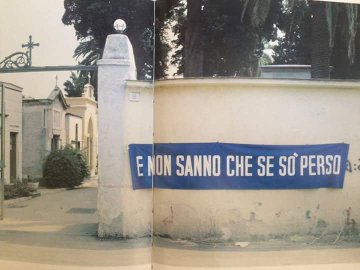 E NON SANNO CHE SE SÒ PERSO